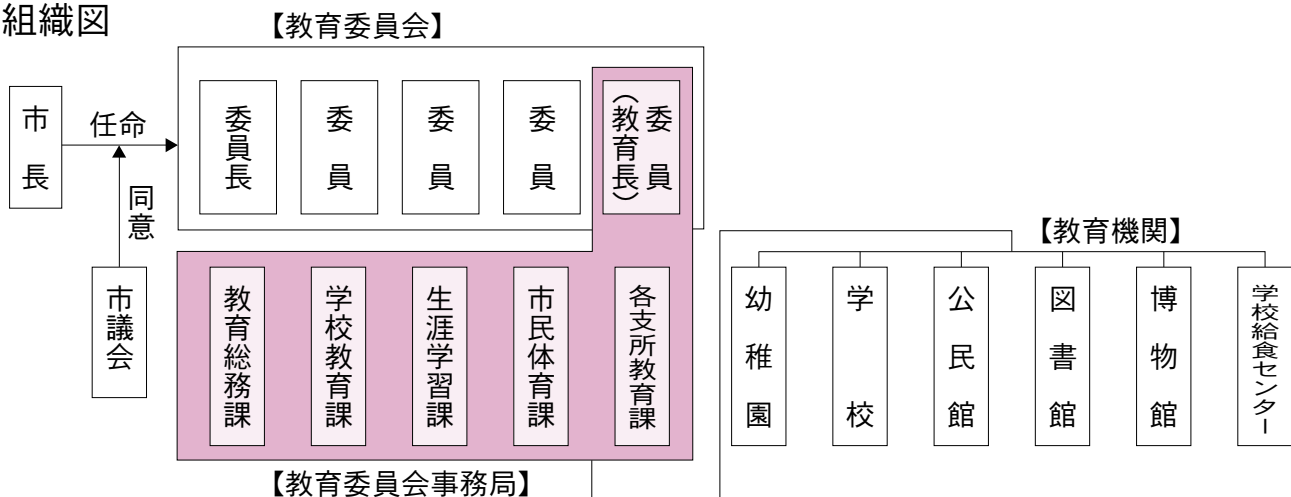 組織図
【教育委員会】
市長
任命
同意
市議会
委員長
委員
委員
委員
委員
（教育長）
教育総務課
学校教育課
生涯学習課
市民体育課
各支所教育課
【教育委員会事務局】
【教育機関】
幼稚園
学校
公民館
図書館
博物館
学校給食センター